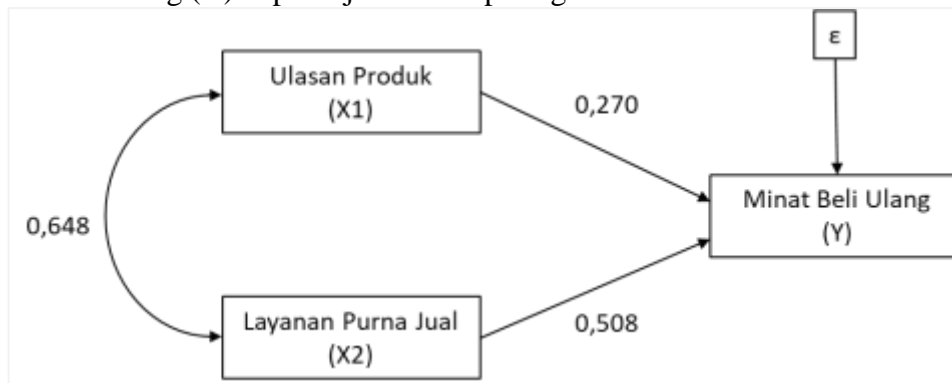 ε
Ulasan Produk
(X1)
0,270
Minat Beli Ulang
(Y)
0,648
Layanan Purna Jual
(X2)
0,508